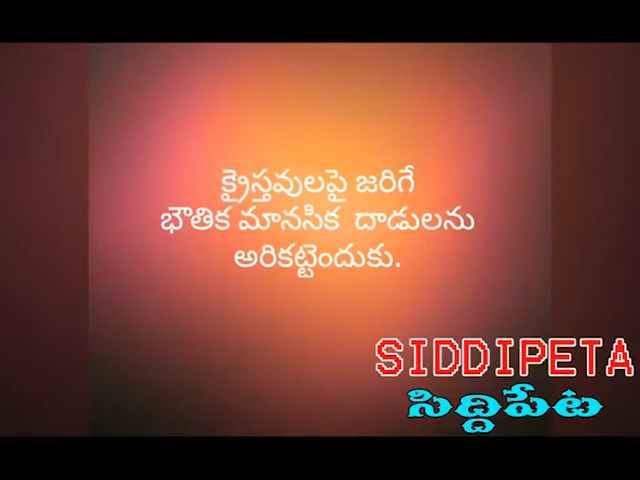 క్రైస్తవులపై జరిగే
భౌతిక మానసిక దాడులను
అరికట్టెందుకు.
SIDDIPETA
సిద్దిపేట